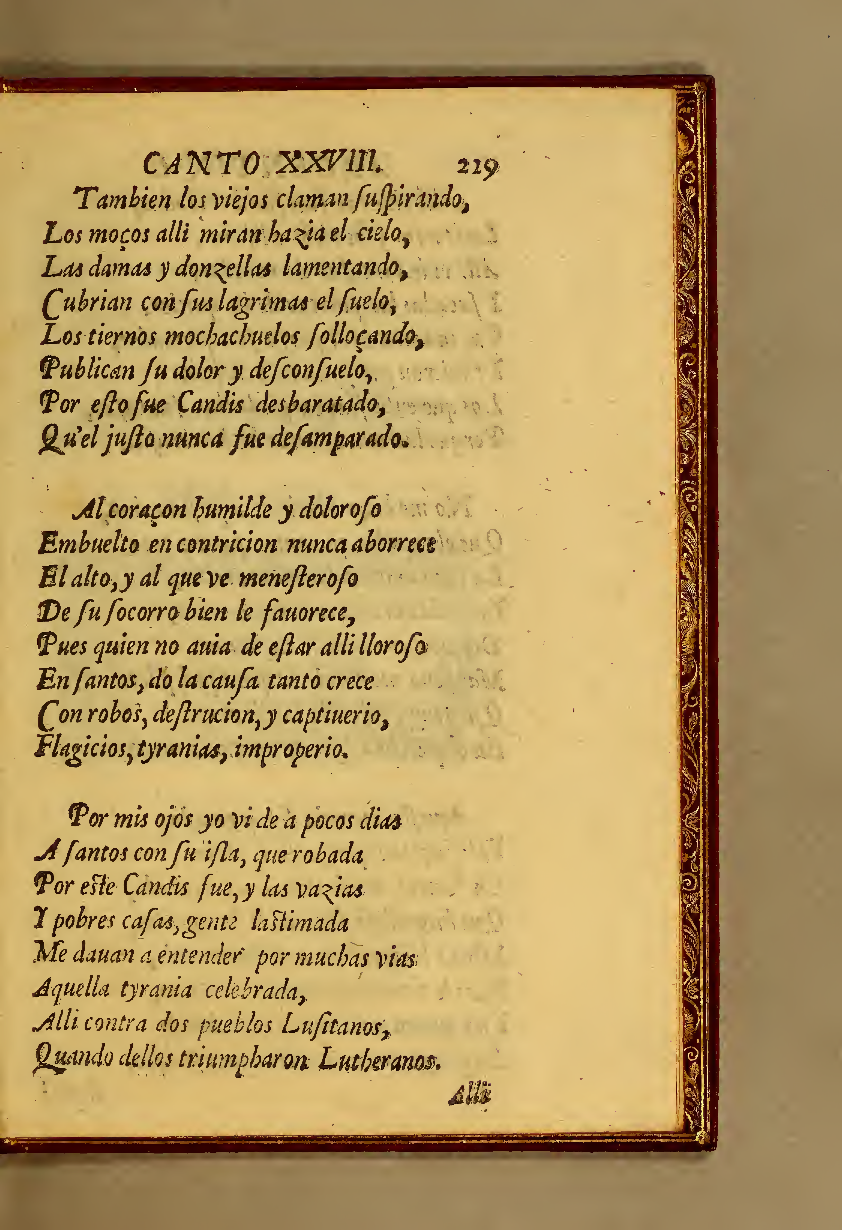 CANTO XXVIII. 229
Tambien los viejos claman suspirando,
Los moços alli miran hazia el cielo,
Las damas y donzellas lamentando,
Cubrian con sus lagrimas el suelo,
Los tiernos mochachuelos solloçando,
Publican su dolor y desconsuelo,
Por esto fue Candis desbaratado,
Qu'el justo nunca fue desamparado.
Al coraçon humilde y doloroso
Embuelto en contricion nunca aborrece
El alto, y al que ve menesteroso
De su socorro bien le fauorece,
Pues quien no auia de estar alli lloroso
En santos, do la causa tanto crece
Con robos, destrucion, y captiuerio,
Flagicios, tyranias, improperio.
Por mis ojos yo vi de a pocos dias
A santos con su isla, que robada
Por este Candis fue, y las vazias
Y pobres casas, gente lastimada
Me dauan a entender por muchas vias
Aquella tyrania celebrada,
Alli contra dos pueblos Lusitanos,
Quando dellos triumpharon Lutheranos.
Alli